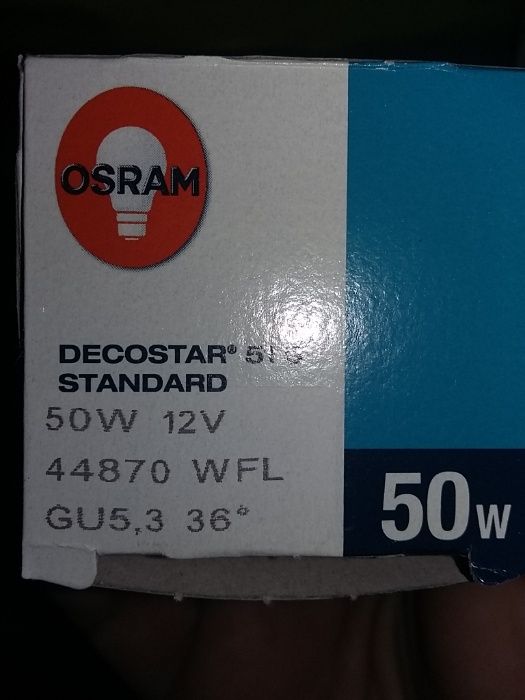 OSRAM
DECOSTAR® 51 S
STANDARD
50W 12V
44870 WFL
GU5,3 36°
50W